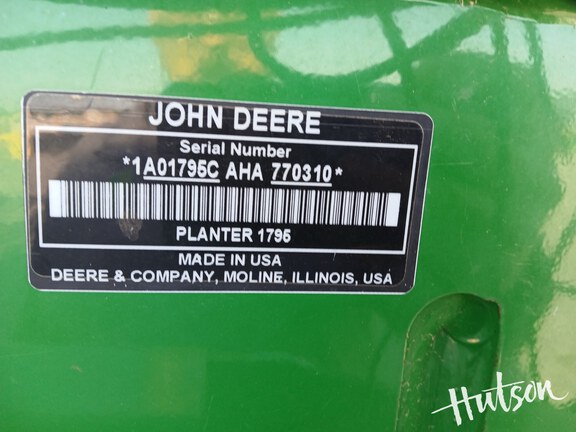 JOHN DEERE
Serial Number
*1A01795C AHA 770310*
PLANTER 1795
MADE IN USA
DEERE & COMPANY, MOLINE, ILLINOIS, USA
Hutson